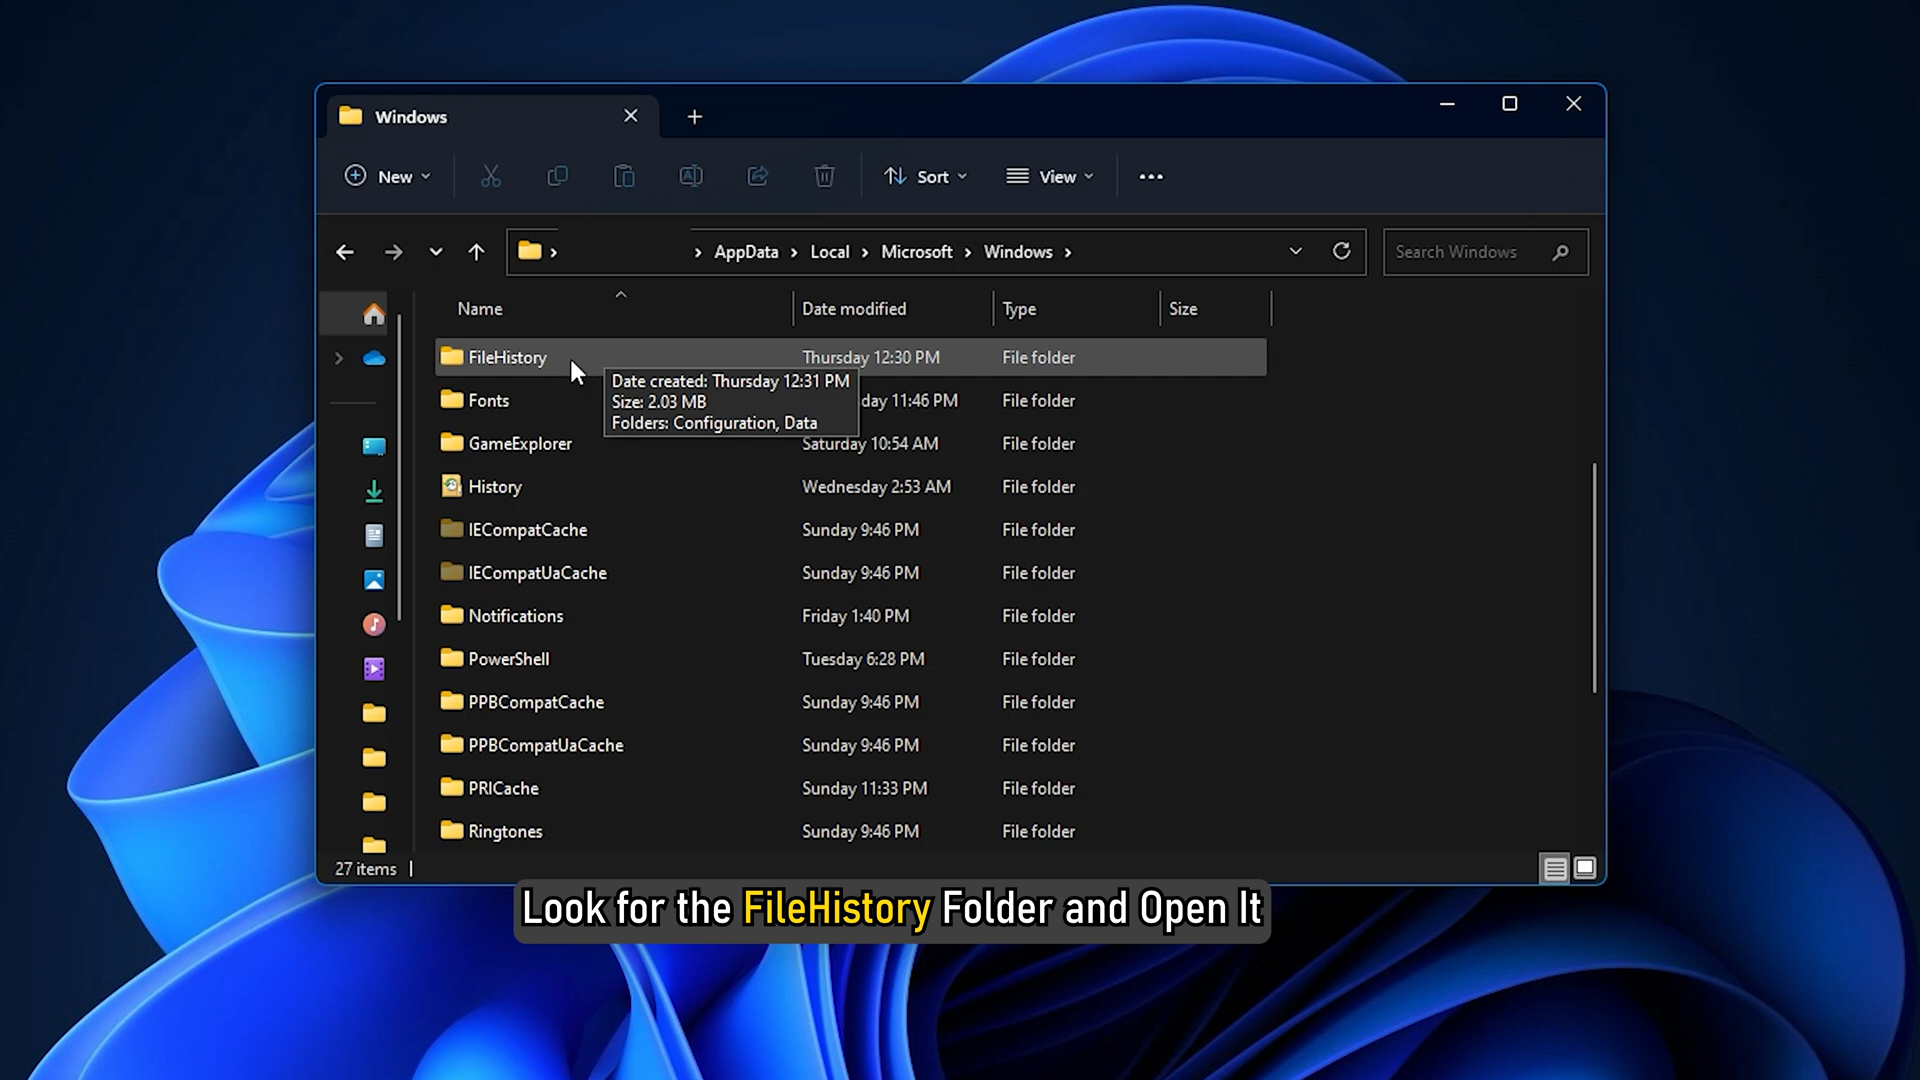 Windows
New
Sort
View
AppData
Local
Microsoft
Windows
Search Windows
Name
Date modified
Type
Size
FileHistory
Thursday 12:30 PM
File folder
Date created: Thursday 12:31 PM
Size: 2.03 MB
Folders: Configuration, Data
Fonts
day 11:46 PM
File folder
GameExplorer
Saturday 10:54 AM
File folder
History
Wednesday 2:53 AM
File folder
IECompatCache
Sunday 9:46 PM
File folder
IECompatUaCache
Sunday 9:46 PM
File folder
Notifications
Friday 1:40 PM
File folder
PowerShell
Tuesday 6:28 PM
File folder
PPBCompatCache
Sunday 9:46 PM
File folder
PPBCompatUaCache
Sunday 9:46 PM
File folder
PRICache
Sunday 11:33 PM
File folder
Ringtones
Sunday 9:46 PM
File folder
27 items
Look for the FileHistory Folder and Open It